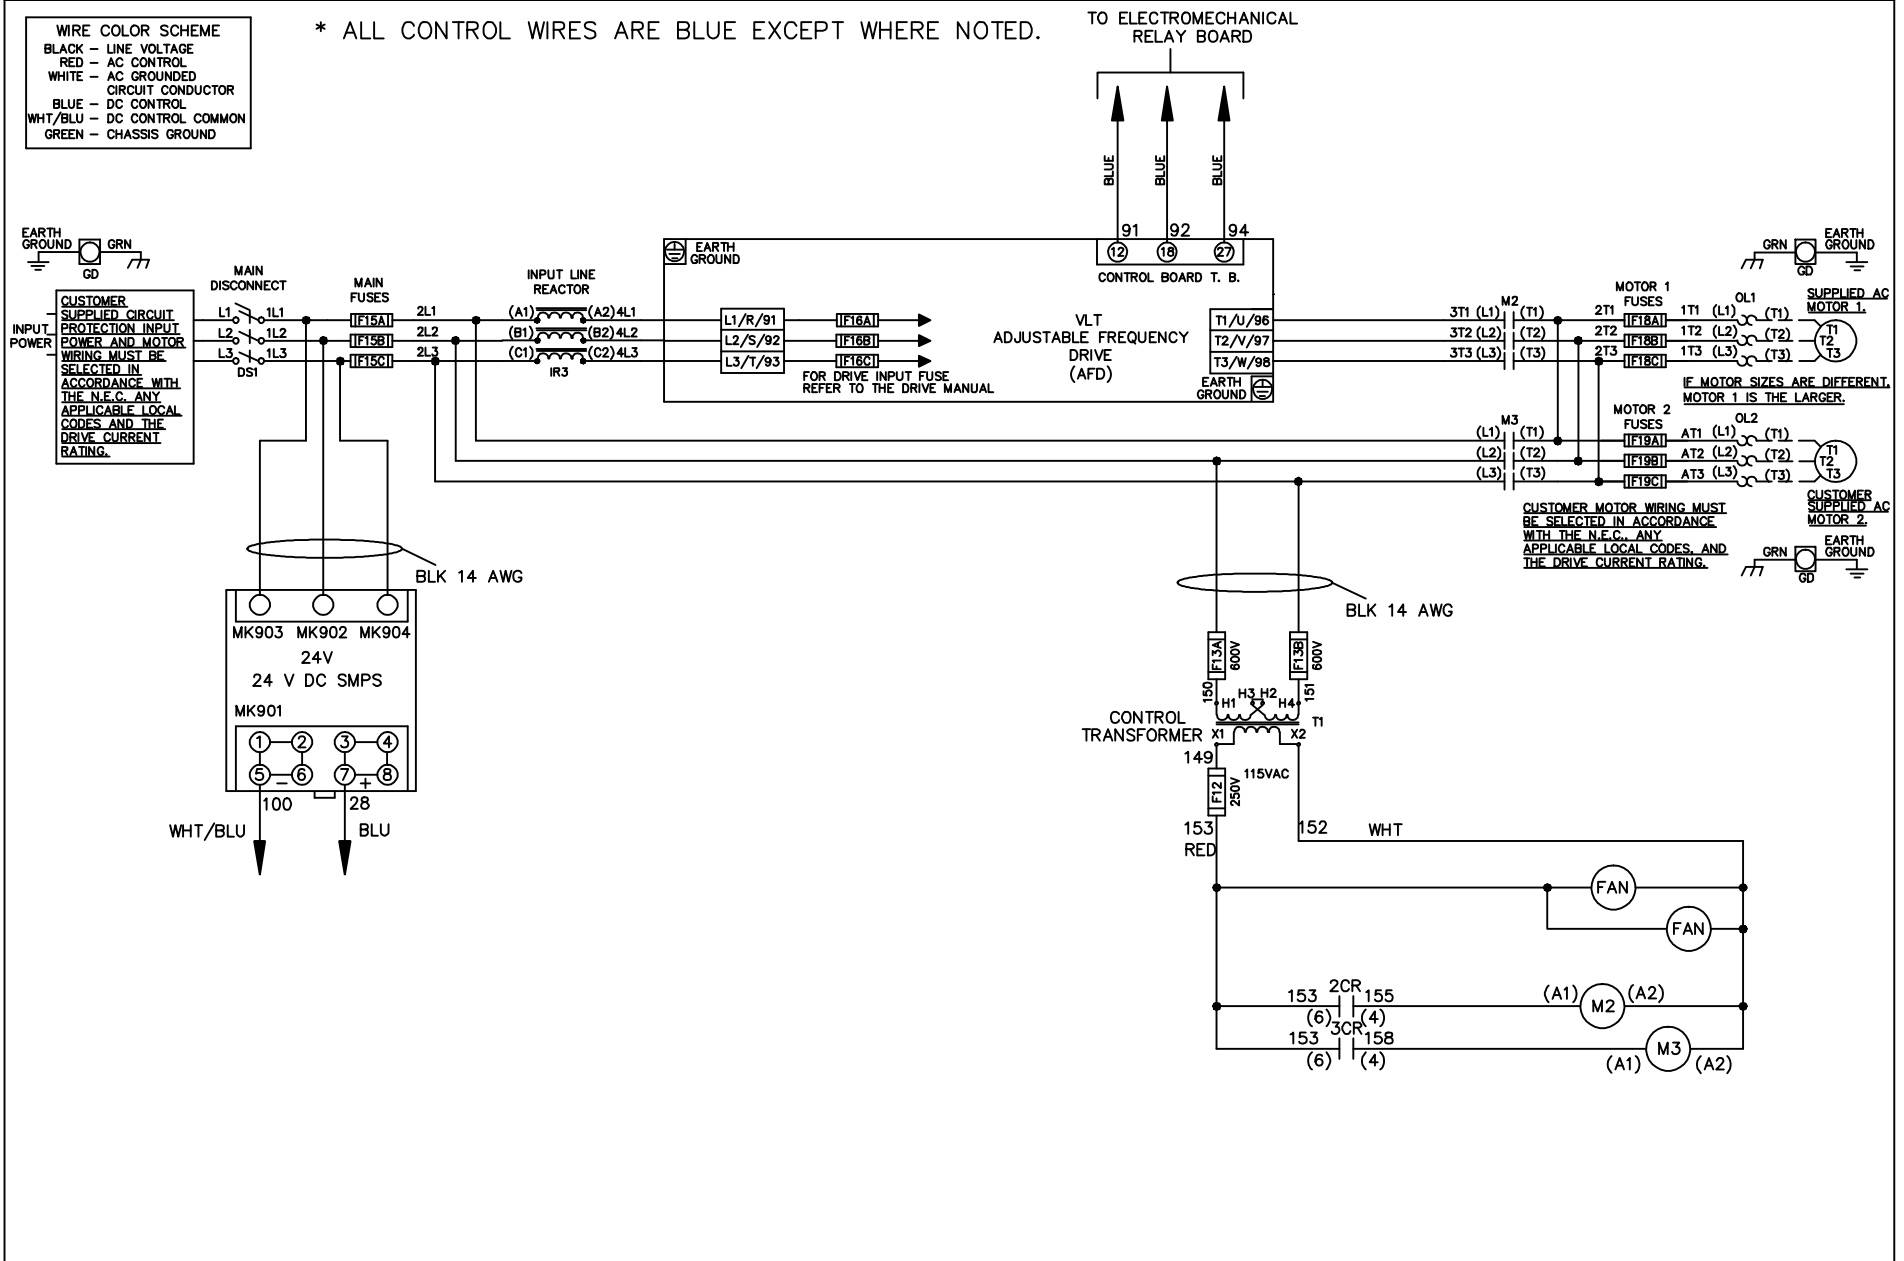 WIRE COLOR SCHEME
BLACK – LINE VOLTAGE
RED – AC CONTROL
WHITE – AC GROUNDED
CIRCUIT CONDUCTOR
BLUE – DC CONTROL
WHT/BLU – DC CONTROL COMMON
GREEN – CHASSIS GROUND
* ALL CONTROL WIRES ARE BLUE EXCEPT WHERE NOTED.
TO ELECTROMECHANICAL
RELAY BOARD
BLUE BLUE BLUE
91 92 94
12 18 27
CONTROL BOARD T. B.
EARTH
GROUND
GRN
GD
INPUT
POWER
CUSTOMER
SUPPLIED CIRCUIT
PROTECTION INPUT
POWER AND MOTOR
WIRING MUST BE
SELECTED IN
ACCORDANCE WITH
THE N.E.C. ANY
APPLICABLE LOCAL
CODES AND THE
DRIVE CURRENT
RATING.
MAIN
DISCONNECT
L1 1L1
L2 1L2
L3 1L3
DS1
MAIN
FUSES
F15A 2L1
F15B 2L2
F15C 2L3
INPUT LINE
REACTOR
(A1) (A2) 4L1
(B1) (B2) 4L2
(C1) (C2) 4L3
IR3
EARTH
GROUND
L1/R/91 F16A
L2/S/92 F16B
L3/T/93 F16C
FOR DRIVE INPUT FUSE
REFER TO THE DRIVE MANUAL
VLT
ADJUSTABLE FREQUENCY
DRIVE
(AFD)
T1/U/96
T2/V/97
T3/W/98
EARTH
GROUND
M2
3T1 (L1) (T1)
3T2 (L2) (T2)
3T3 (L3) (T3)
MOTOR 1
FUSES
2T1 F18A 1T1 (L1) (T1)
2T2 F18B 1T2 (L2) (T2)
2T3 F18C 1T3 (L3) (T3)
OL1
GRN
GD
EARTH
GROUND
SUPPLIED AC
MOTOR 1.
T1
T2
T3
IF MOTOR SIZES ARE DIFFERENT,
MOTOR 1 IS THE LARGER.
M3
(L1) (T1)
(L2) (T2)
(L3) (T3)
MOTOR 2
FUSES
F19A AT1 (L1) (T1)
F19B AT2 (L2) (T2)
F19C AT3 (L3) (T3)
OL2
T1
T2
T3
CUSTOMER
SUPPLIED AC
MOTOR 2.
CUSTOMER MOTOR WIRING MUST
BE SELECTED IN ACCORDANCE
WITH THE N.E.C., ANY
APPLICABLE LOCAL CODES, AND
THE DRIVE CURRENT RATING.
GRN
GD
EARTH
GROUND
BLK 14 AWG
MK903 MK902 MK904
24V
24 V DC SMPS
MK901
1 2 3 4
5 – 6 7 + 8
100 28
WHT/BLU BLU
BLK 14 AWG
F13A 600V F13B 600V
150 151
H1 H3 H2 H4
T1
CONTROL
TRANSFORMER
X1 X2
149
115VAC
F12 250V
153
RED
152 WHT
FAN
FAN
2CR
153 155
(6) (4)
(A1) M2 (A2)
3CR
153 158
(6) (4)
(A1) M3 (A2)